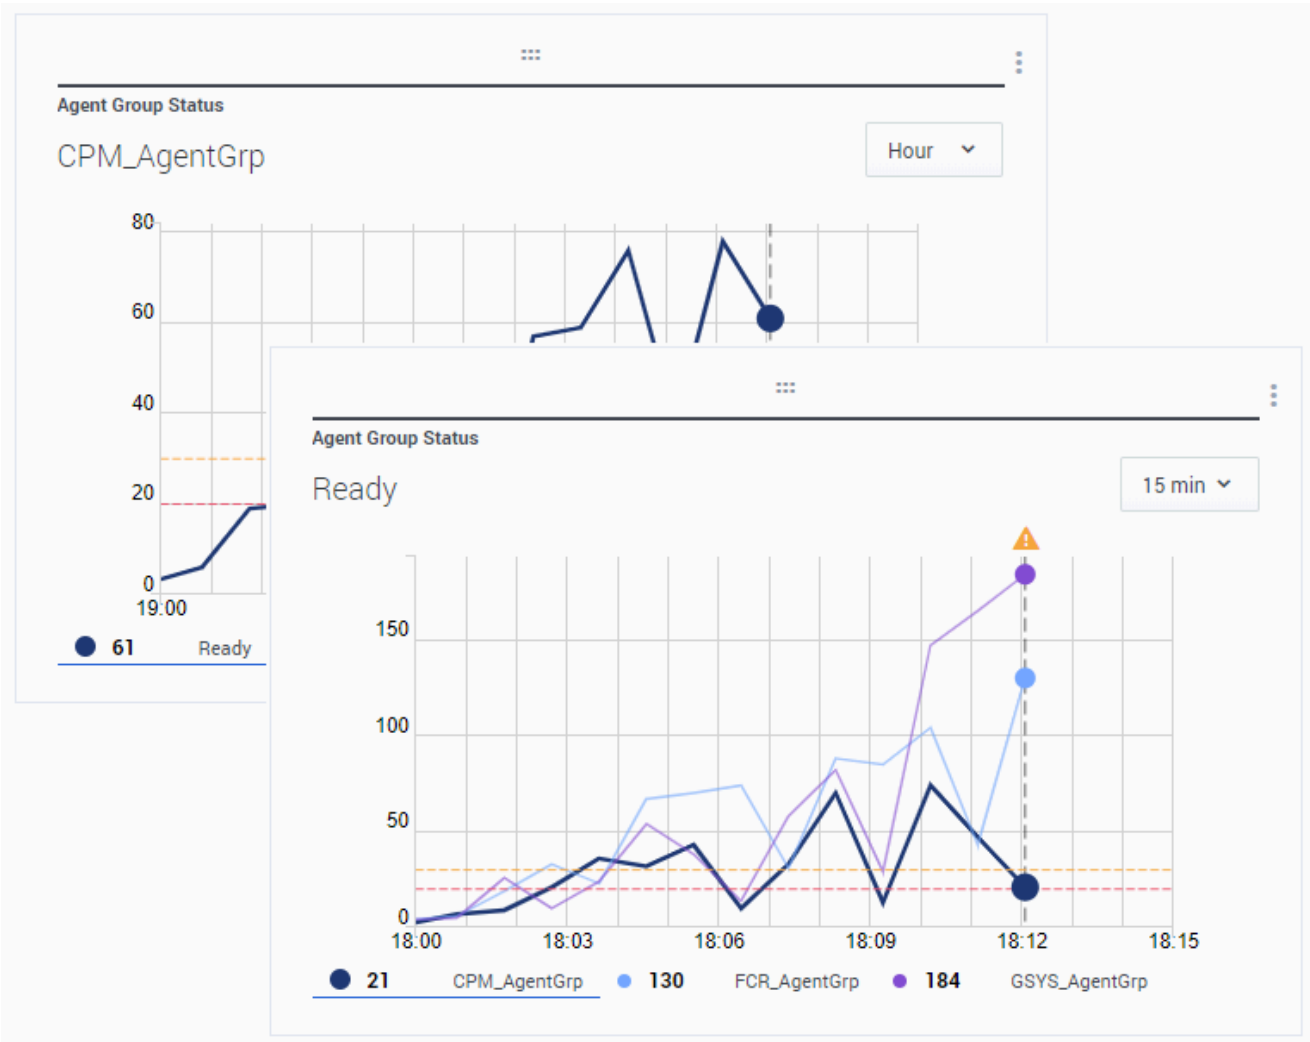 Agent Group Status
CPM_AgentGrp
Hour
80
60
40
20
0
19:00
61 Ready
Agent Group Status
Ready
15 min
150
100
50
0
18:00 18:03 18:06 18:09 18:12 18:15
21 CPM_AgentGrp 130 FCR_AgentGrp 184 GSYS_AgentGrp